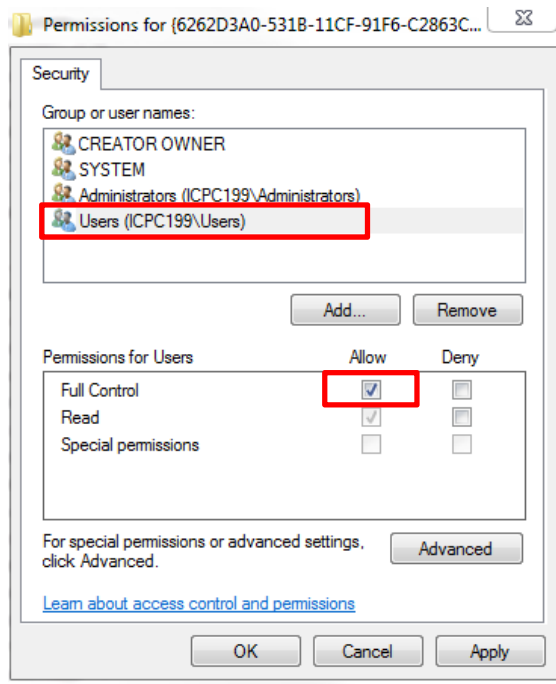 Permissions for {6262D3A0-531B-11CF-91F6-C2863C...
Security
Group or user names:
CREATOR OWNER
SYSTEM
Administrators (ICPC199\Administrators)
Users (ICPC199\Users)
Add... Remove
Permissions for Users Allow Deny
Full Control
Read
Special permissions
For special permissions or advanced settings,
click Advanced.
Advanced
Learn about access control and permissions
OK Cancel Apply